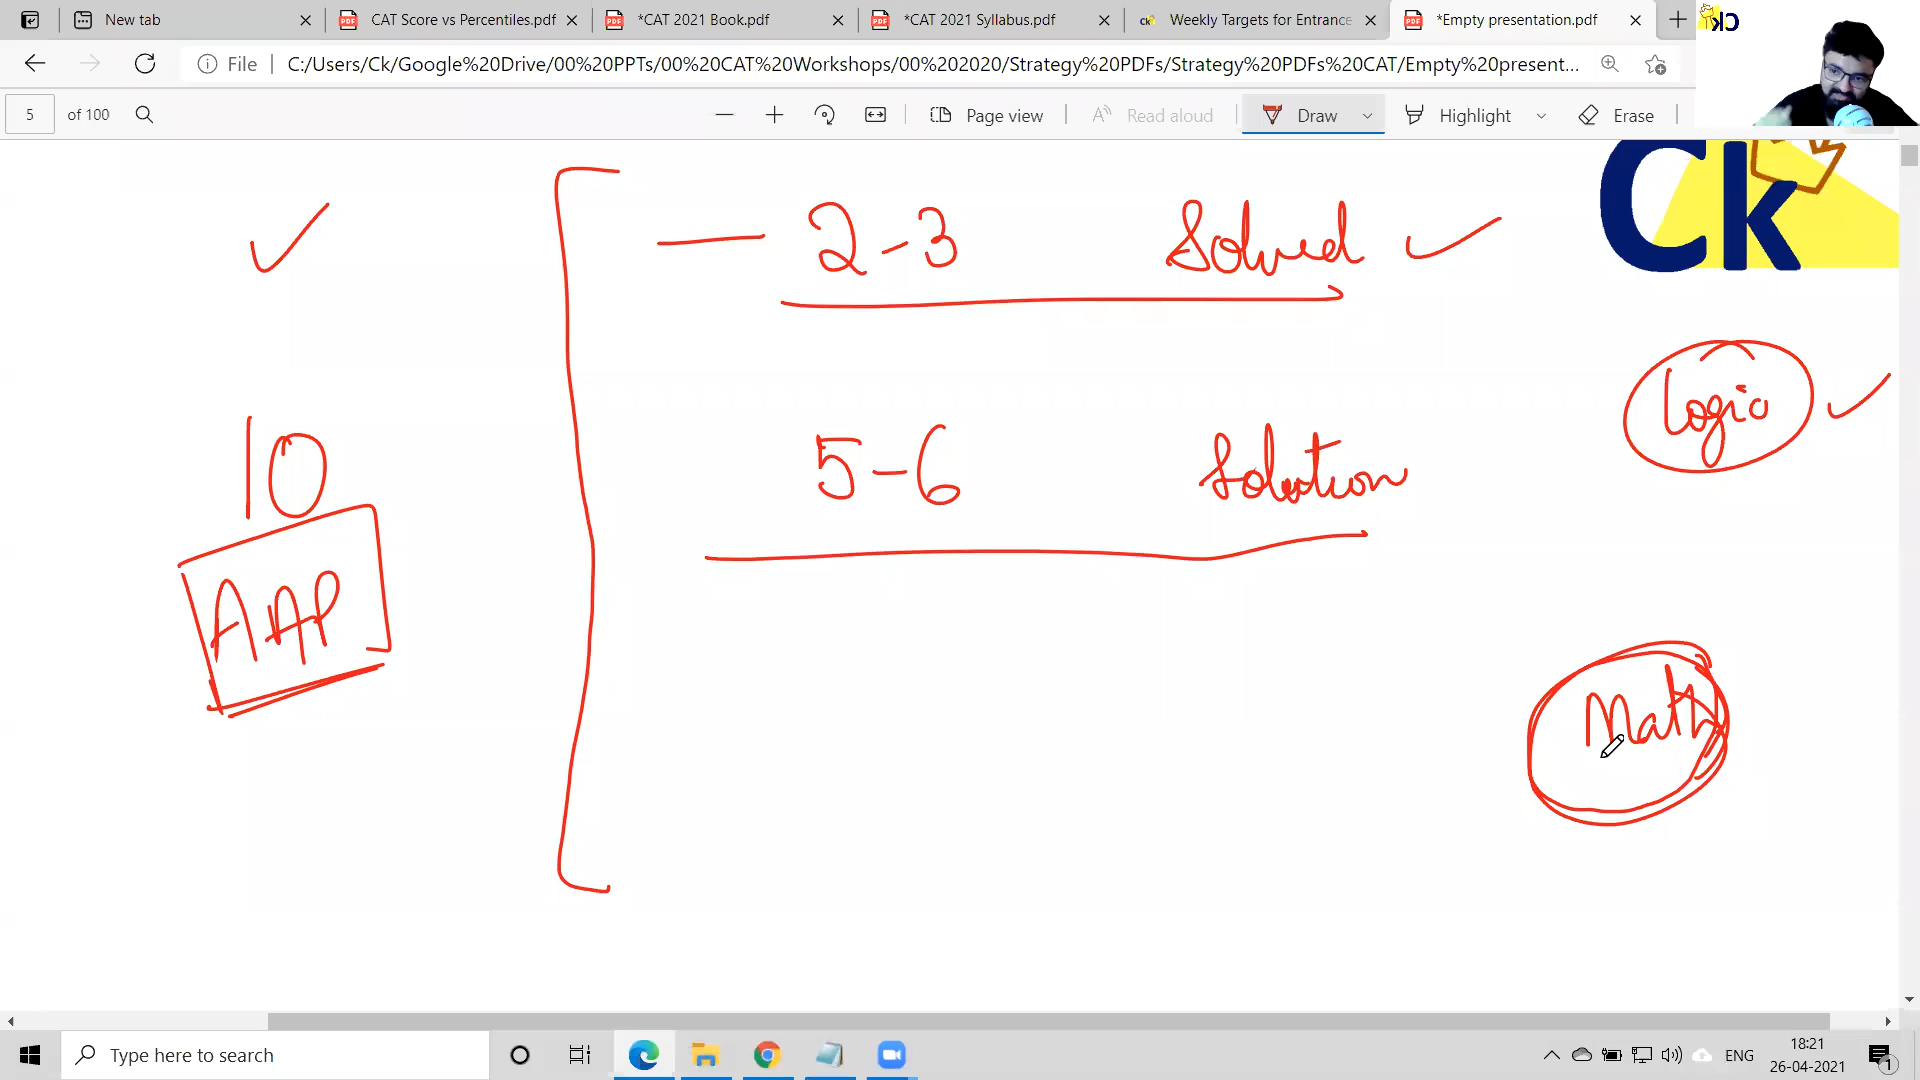 New tab
CAT Score vs Percentiles.pdf
*CAT 2021 Book.pdf
*CAT 2021 Syllabus.pdf
Weekly Targets for Entrance
*Empty presentation.pdf
Ck
File
C:/Users/Ck/Google%20Drive/00%20PPTs/00%20CAT%20Workshops/00%202020/Strategy%20PDFs/Strategy%20PDFs%20CAT/Empty%20present...
5 of 100
Page view
Read aloud
Draw
Highlight
Erase
Ck
2-3 Solved
Logic
10
5-6 Solution
AAP
Math
Type here to search
ENG
18:21
26-04-2021
1